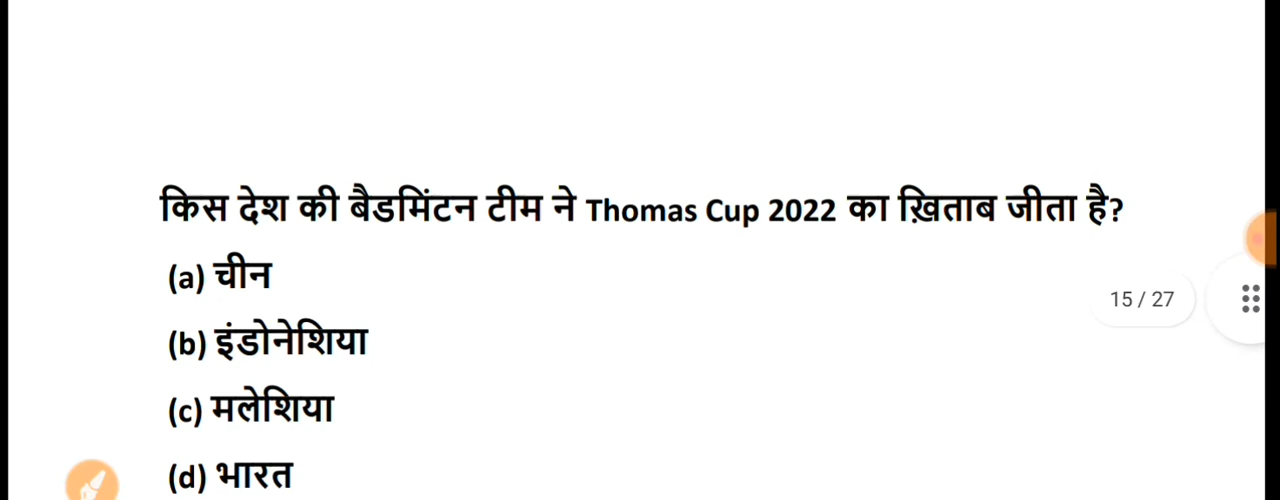 किस देश की बैडमिंटन टीम ने Thomas Cup 2022 का ख़िताब जीता है?
(a) चीन
(b) इंडोनेशिया
15 / 27
(c) मलेशिया
(d) भारत